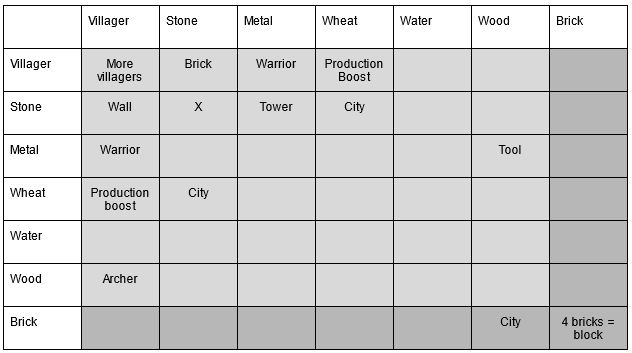 Villager Stone Metal Wheat Water Wood Brick
Villager More villagers Brick Warrior Production Boost
Stone Wall X Tower City
Metal Warrior Tool
Wheat Production boost City
Water
Wood Archer
Brick City 4 bricks = block